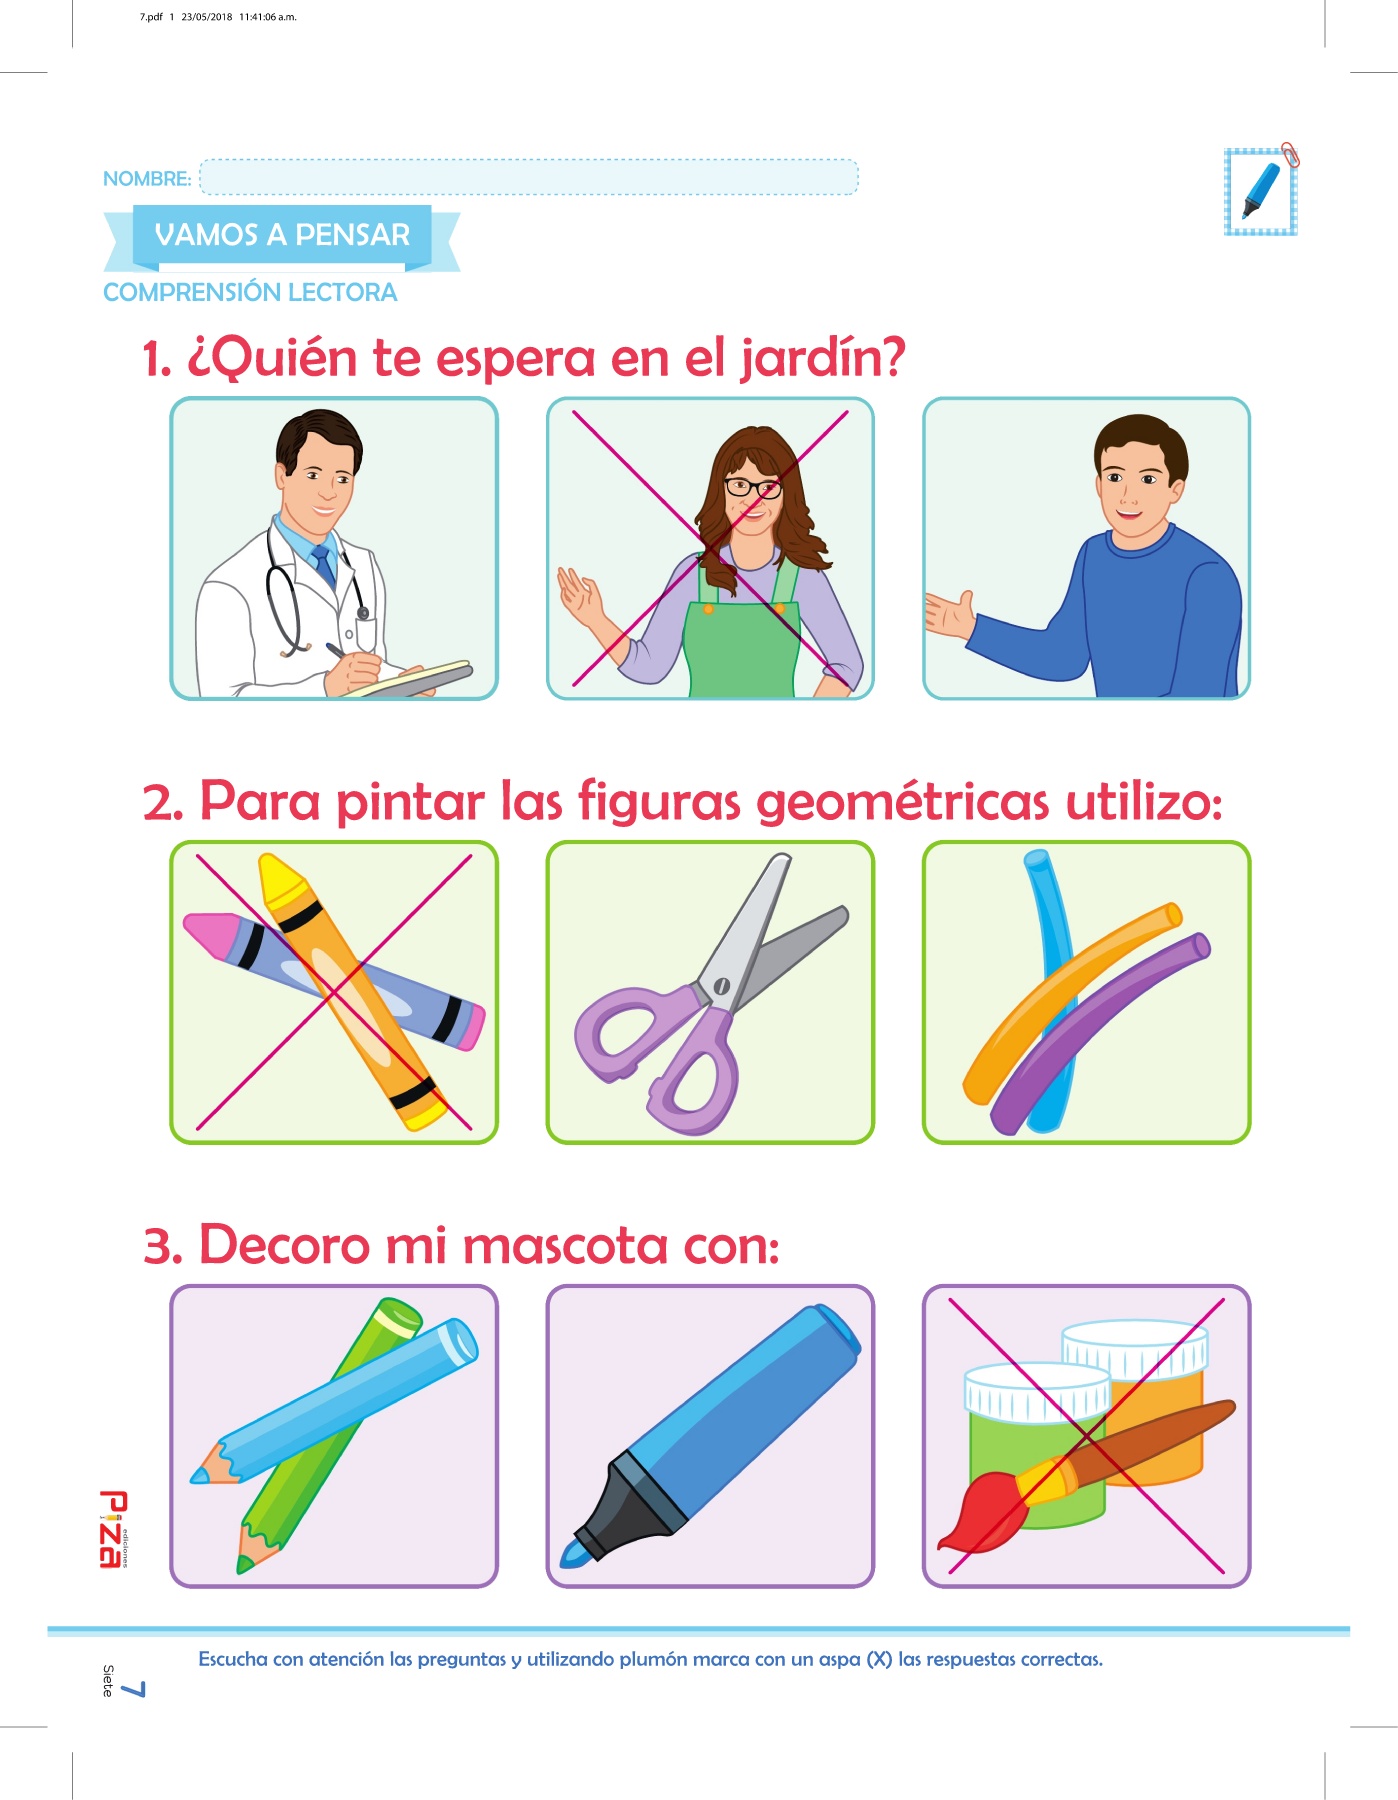 7.pdf 1 23/05/2018 11:41:06 a.m.
NOMBRE:
VAMOS A PENSAR
COMPRENSIÓN LECTORA
1. ¿Quién te espera en el jardín?
2. Para pintar las figuras geométricas utilizo:
3. Decoro mi mascota con:
Piza
ediciones
Escucha con atención las preguntas y utilizando plumón marca con un aspa (X) las respuestas correctas.
7
Siete